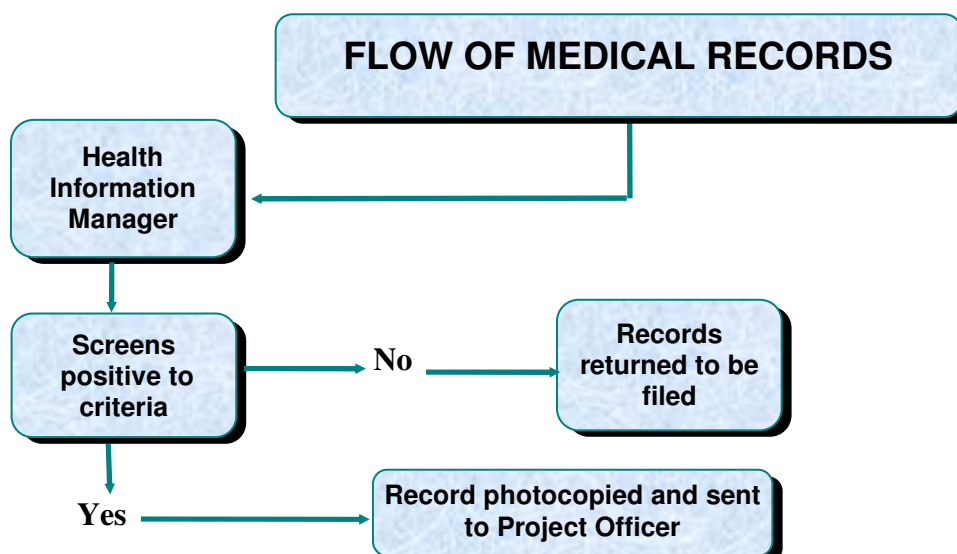 FLOW OF MEDICAL RECORDS
Health
Information
Manager
Screens
positive to
criteria
No
Records
returned to be
filed
Yes
Record photocopied and sent
to Project Officer